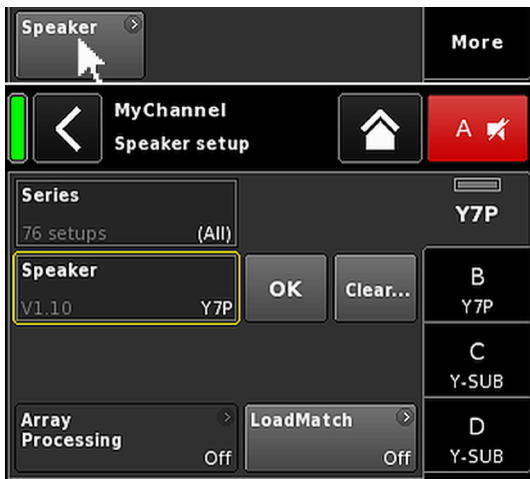 Speaker
More
MyChannel
Speaker setup
A
Series
76 setups (All)
Y7P
Speaker
V1.10 Y7P
OK
Clear...
B
Y7P
C
Y-SUB
Array
Processing
Off
LoadMatch
Off
D
Y-SUB